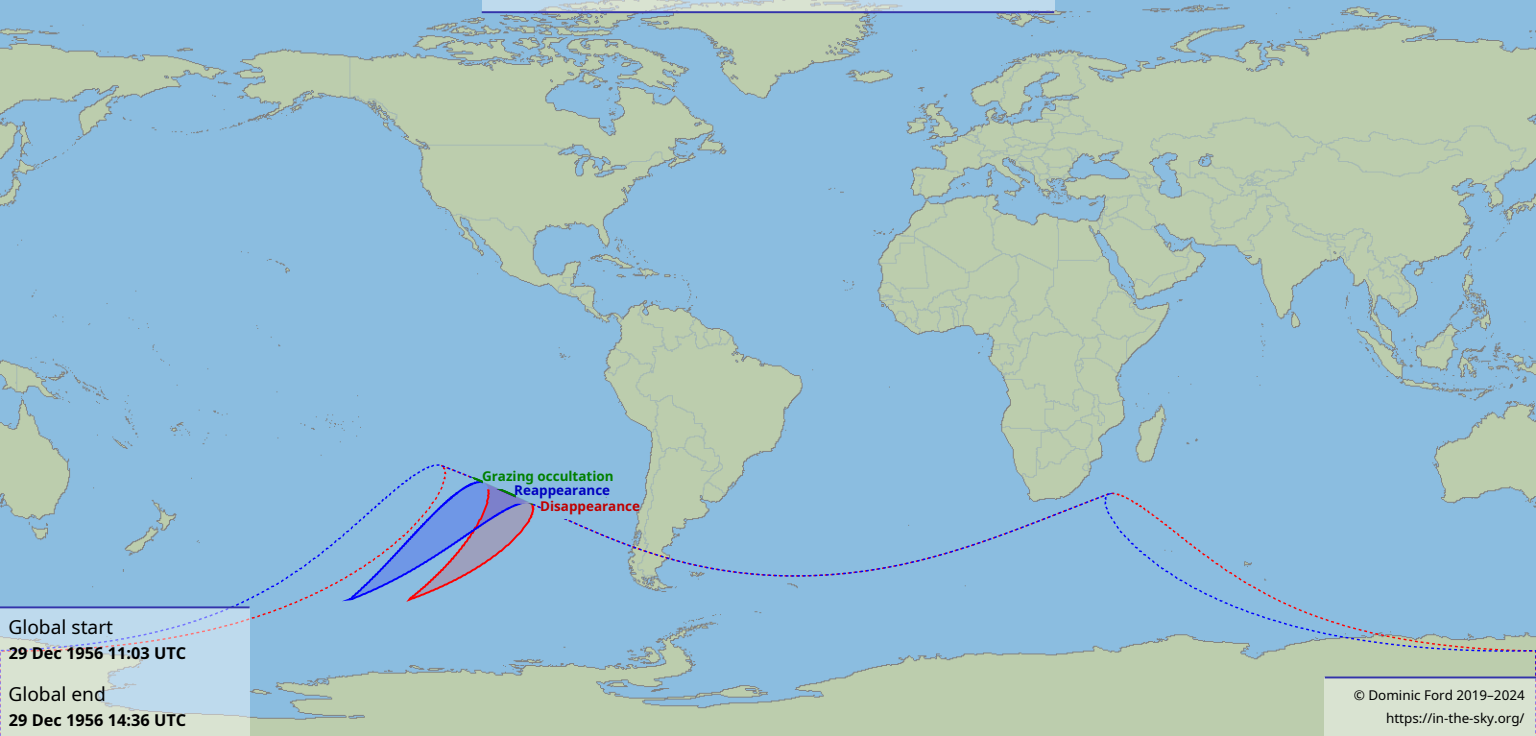 Grazing occultation
Reappearance
Disappearance
Global start
29 Dec 1956 11:03 UTC
Global end
29 Dec 1956 14:36 UTC
© Dominic Ford 2019–2024
https://in-the-sky.org/